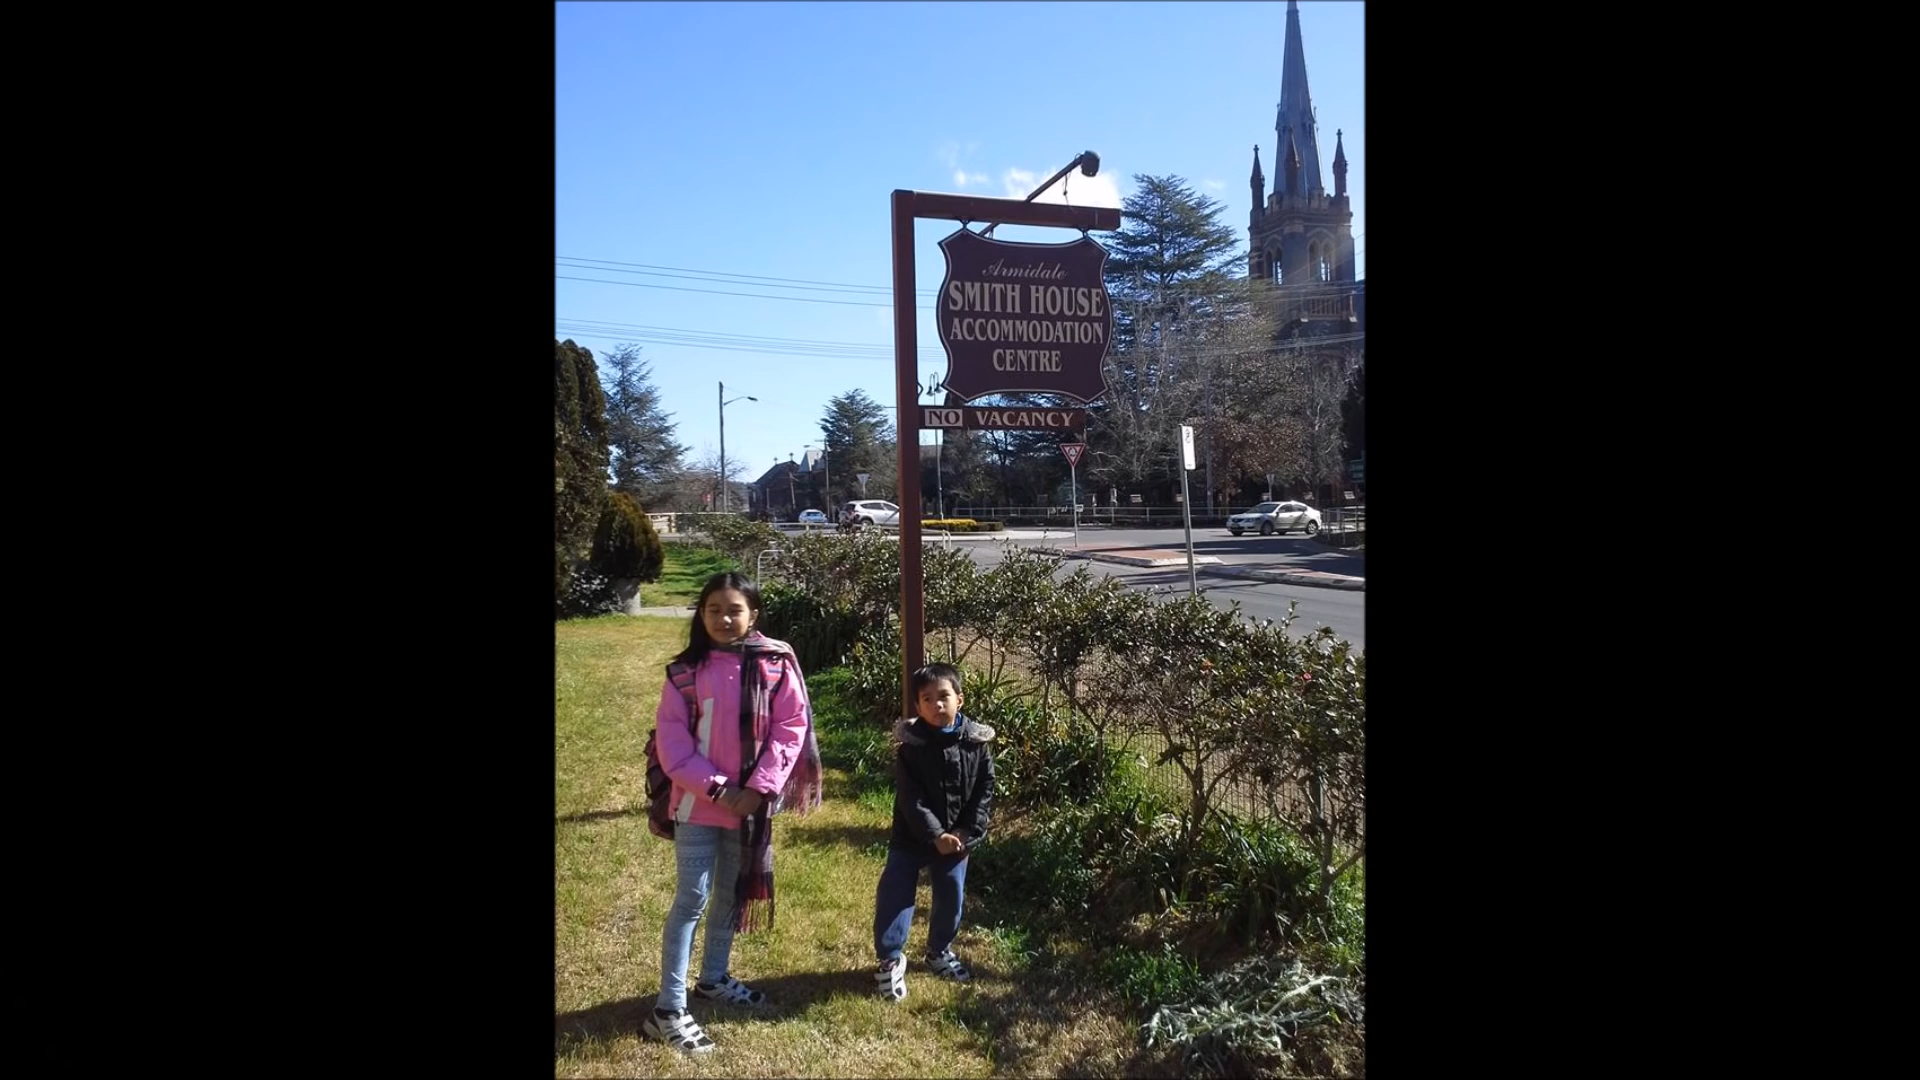 Armidale
SMITH HOUSE
ACCOMMODATION
CENTRE
NO VACANCY